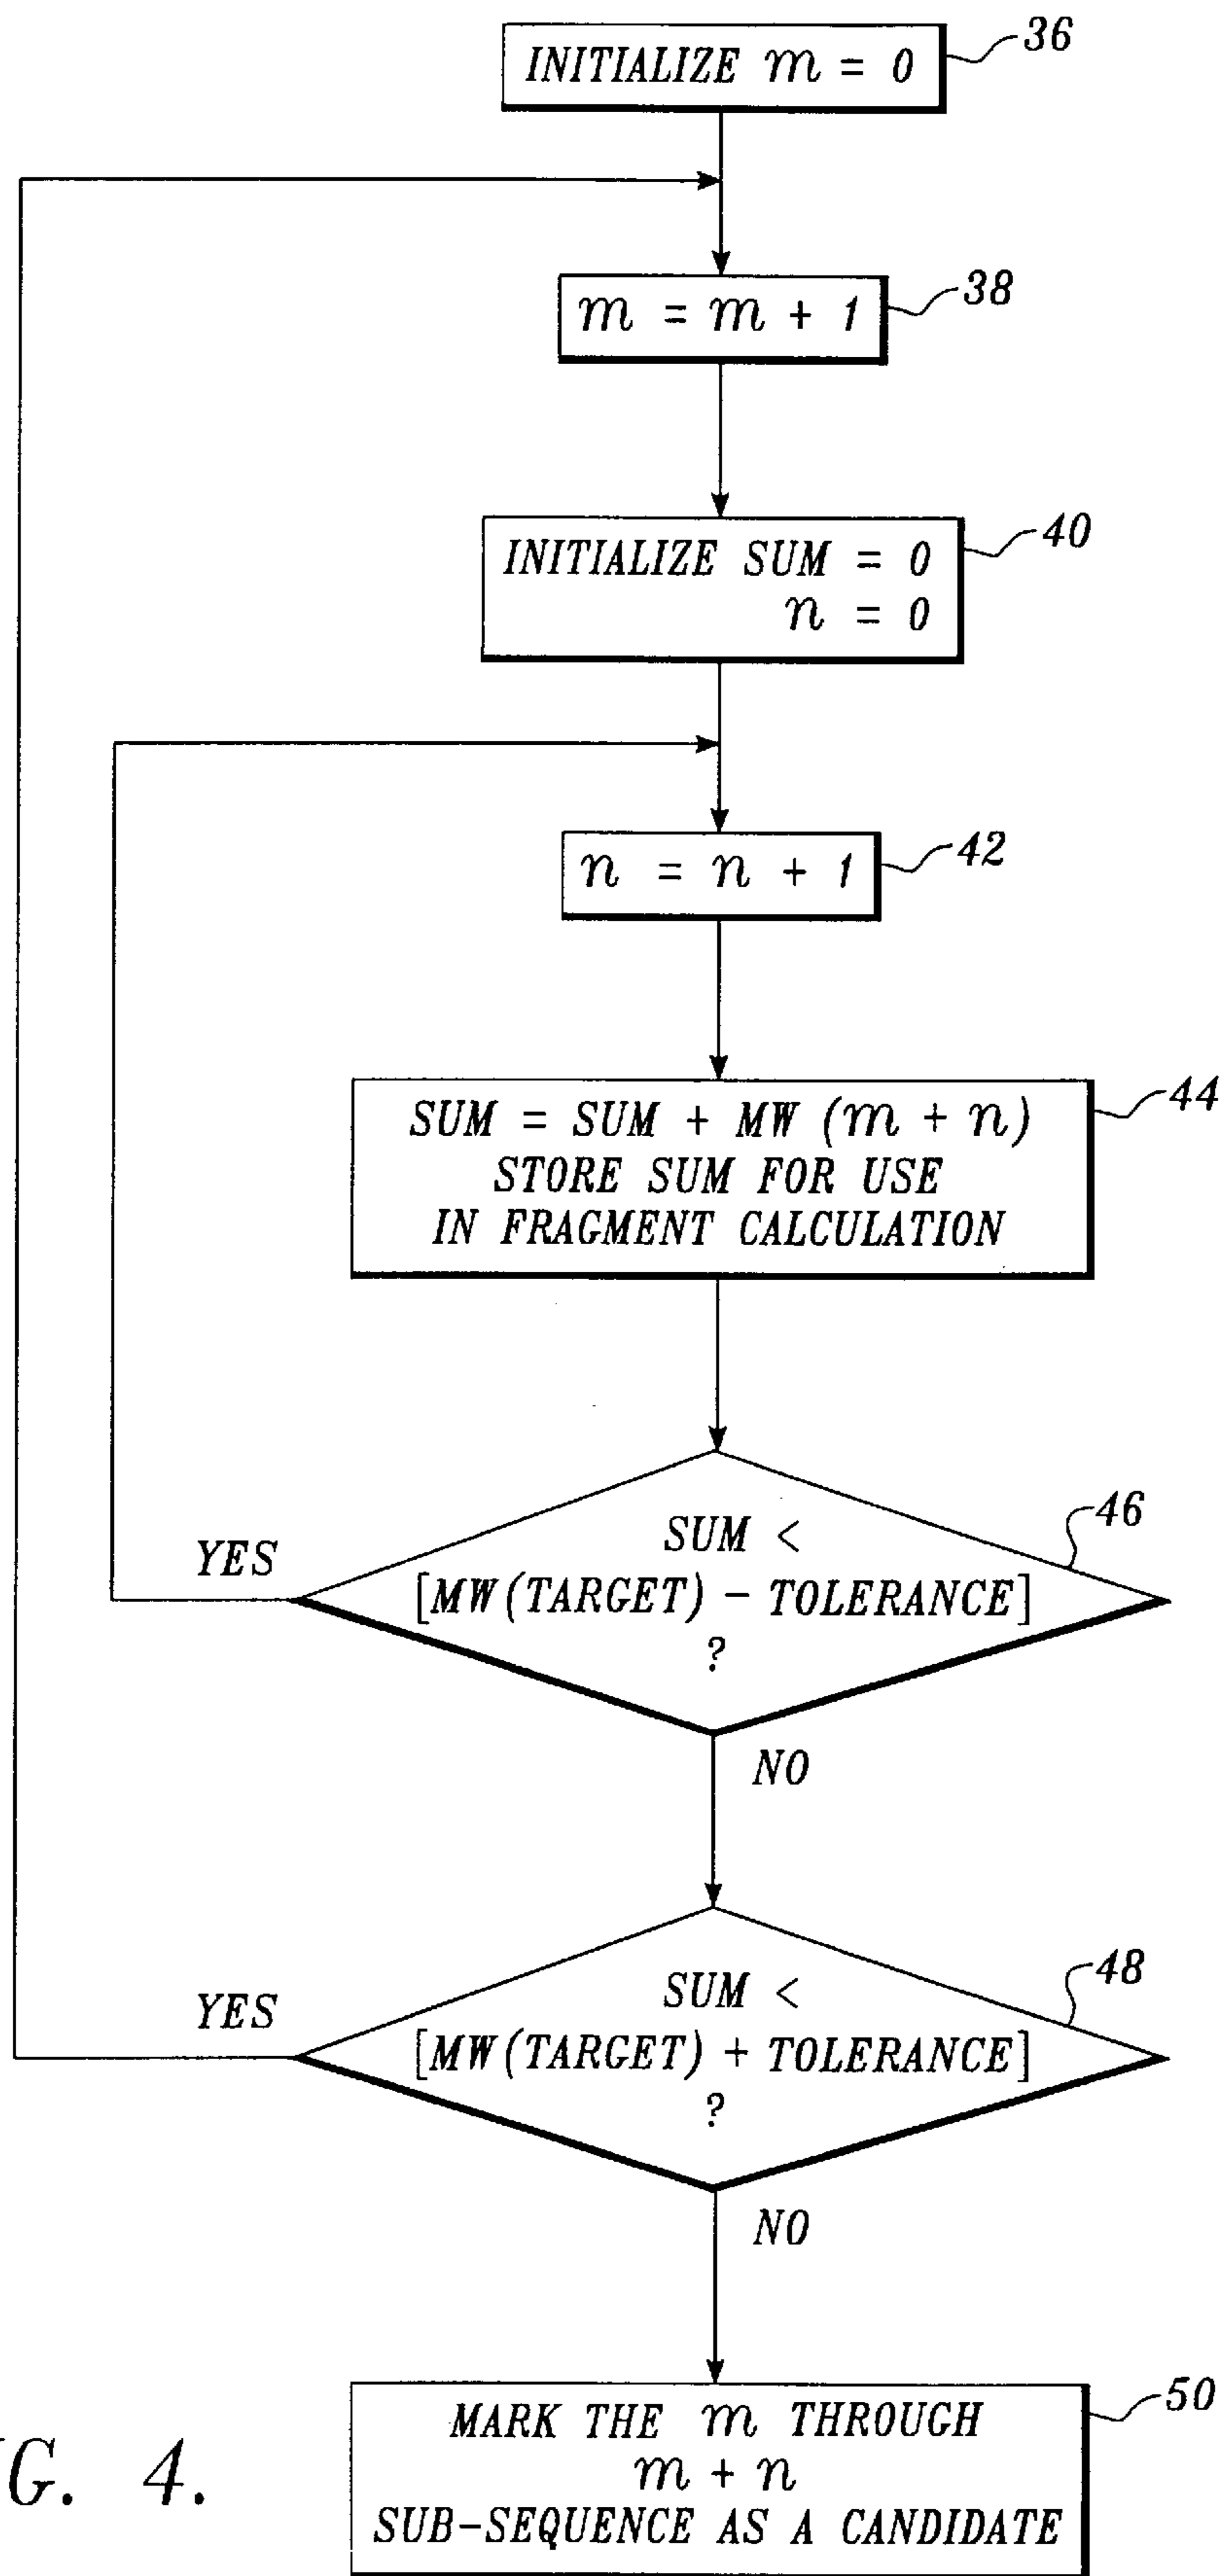 INITIALIZE m = 0
36
m = m + 1
38
INITIALIZE SUM = 0
n = 0
40
n = n + 1
42
SUM = SUM + MW (m + n)
STORE SUM FOR USE
IN FRAGMENT CALCULATION
44
SUM <
[MW(TARGET) - TOLERANCE]
?
46
YES
NO
SUM <
[MW(TARGET) + TOLERANCE]
?
48
YES
NO
MARK THE m THROUGH
m + n
SUB-SEQUENCE AS A CANDIDATE
50
G. 4.